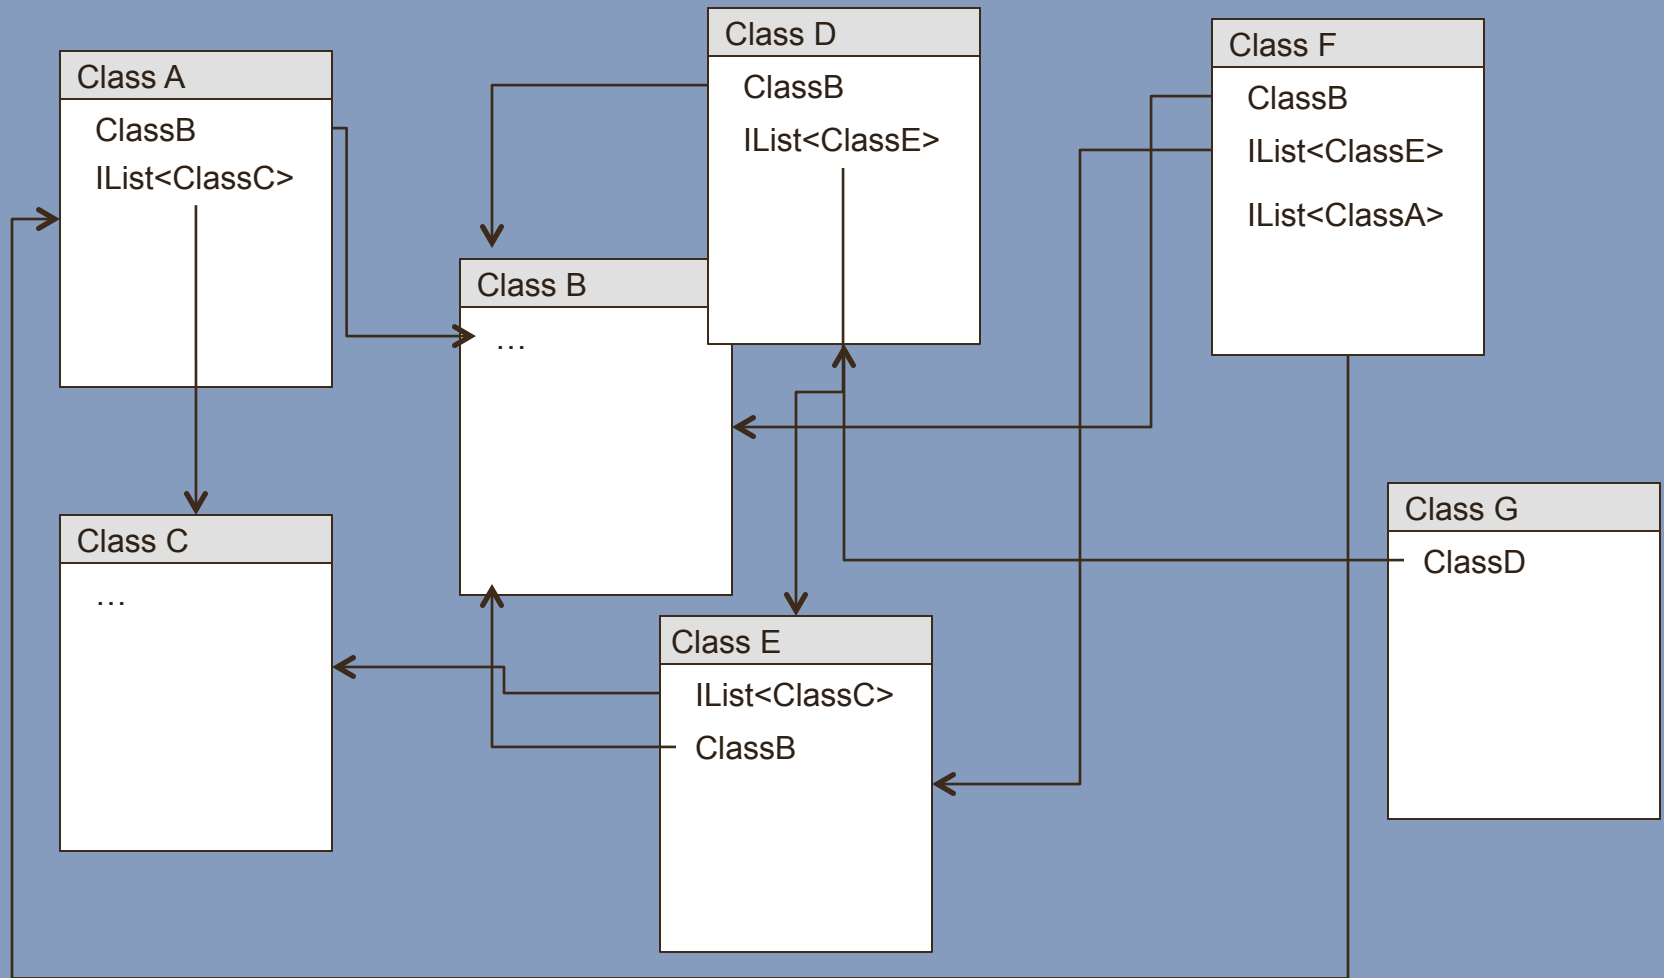 Class A
ClassB
IList<ClassC>
Class D
ClassB
IList<ClassE>
Class F
ClassB
IList<ClassE>
IList<ClassA>
Class B
...
Class C
...
Class E
IList<ClassC>
ClassB
Class G
ClassD